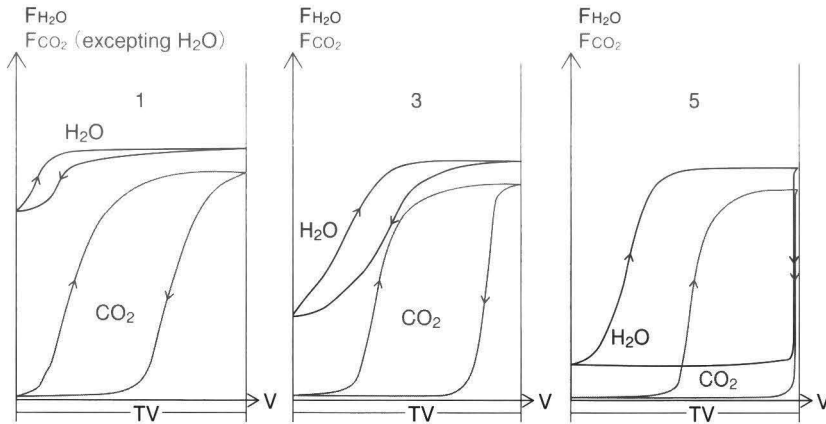 FH₂O
FCO₂ (excepting H₂O)
1
H₂O
CO₂
V
TV
FH₂O
FCO₂
3
H₂O
CO₂
V
TV
FH₂O
FCO₂
5
H₂O
CO₂
V
TV